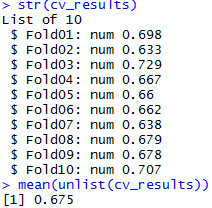 > str(cv_results)
List of 10
 $ Fold01: num 0.698
 $ Fold02: num 0.633
 $ Fold03: num 0.729
 $ Fold04: num 0.667
 $ Fold05: num 0.66
 $ Fold06: num 0.662
 $ Fold07: num 0.638
 $ Fold08: num 0.679
 $ Fold09: num 0.678
 $ Fold10: num 0.707
> mean(unlist(cv_results))
[1] 0.675